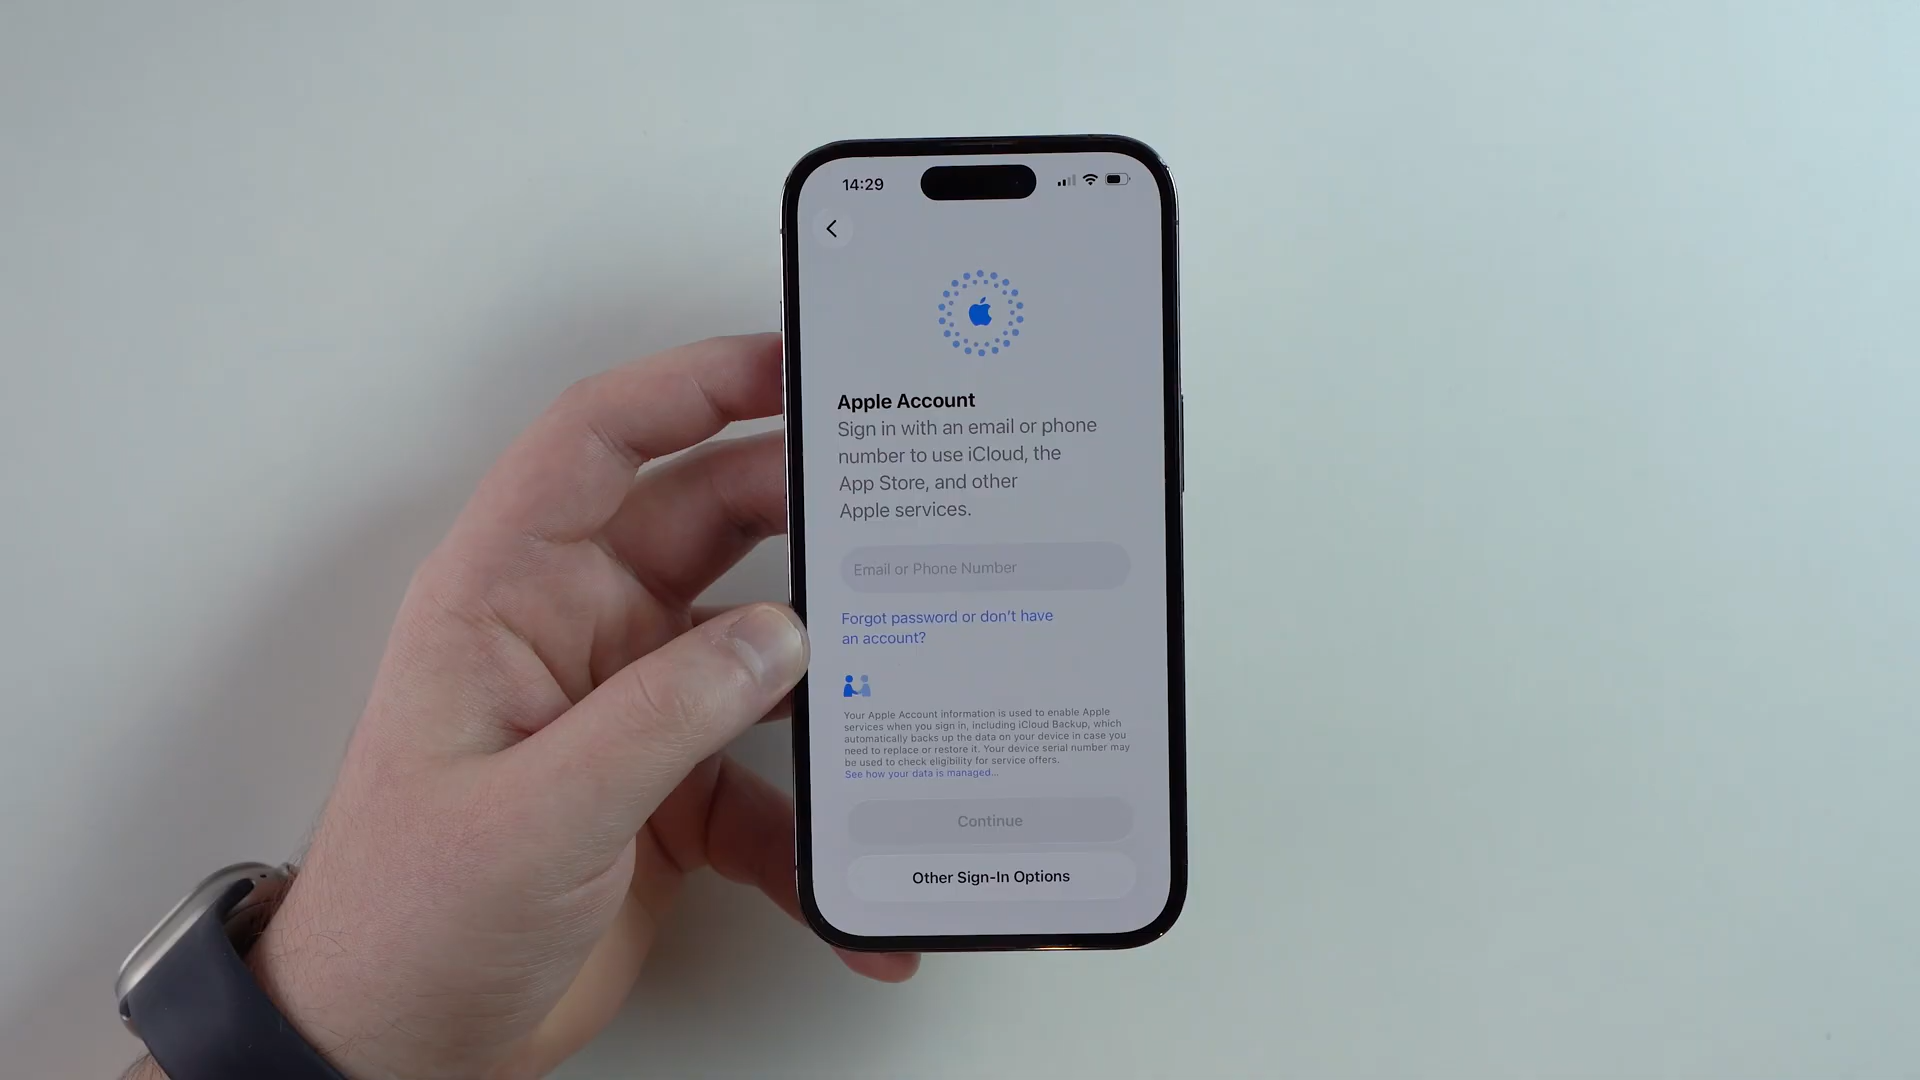 14:29
Apple Account
Sign in with an email or phone
number to use iCloud, the
App Store, and other
Apple services.
Email or Phone Number
Forgot password or don't have
an account?
Your Apple Account information is used to enable Apple
services when you sign in, including iCloud Backup, which
automatically backs up the data on your device in case you
need to replace or restore it. Your device serial number may
be used to check eligibility for service offers.
See how your data is managed...
Continue
Other Sign-In Options